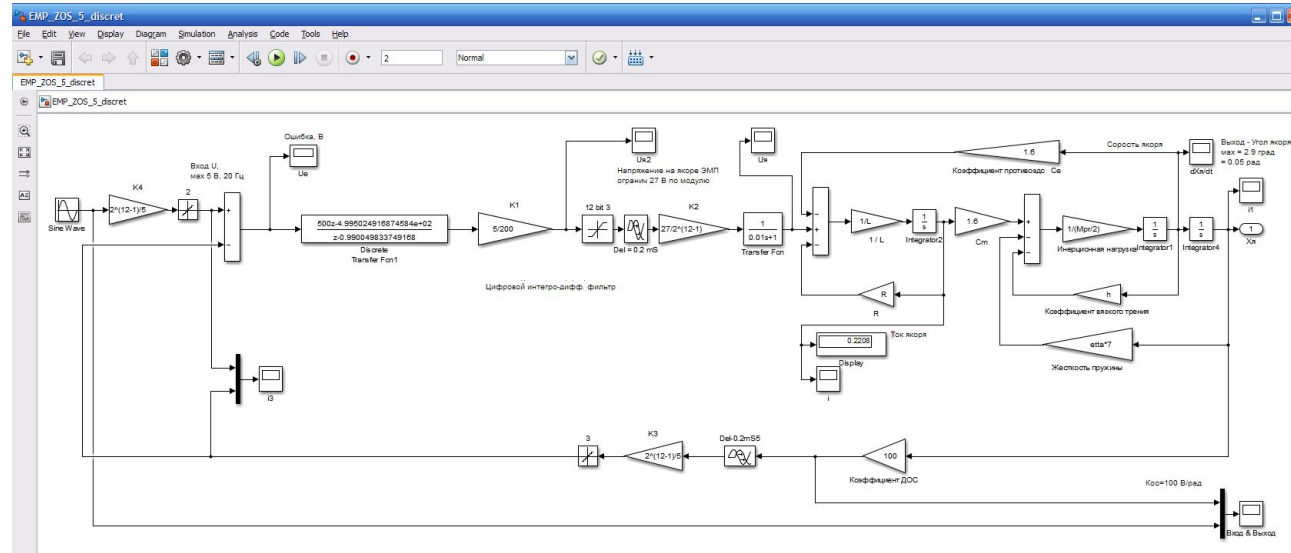 EMP_ZOS_5_discret
File Edit View Display Diagram Simulation Analysis Code Tools Help
2
Normal
EMP_ZOS_5_discret
EMP_ZOS_5_discret
Sine Wave
K4
2^(12-1)/5
Вход U,
мах 5 В, 20 Гц
2
+
−
Ошибка, В
Ue
500z-4.995024916874584e+02
z-0.990049833749168
Discrete
Transfer Fcn1
Цифровой интегро-дифф. фильтр
K1
5/200
12 bit 3
Del = 0.2 mS
Uя2
Напряжение на якоре ЭМП
огранич 27 В по модулю
K2
27/2^(12-1)
1
0.01s+1
Transfer Fcn
Uя
−
+
−
1/L
1 / L
1
s
Integrator2
1.6
Cm
1.6
Коэффициент противоэдс Ce
Сорость якоря
R
R
Ток якоря
0.2208
Display
i
+
−
−
1/(Mpr/2)
Инерционная нагрузка
1
s
Integrator1
1
s
Integrator4
dXя/dt
Выход - Угол якоря
мах = 2.9 град
= 0.05 рад
i1
1
Xя
h
Коэффициент вязкого трения
etta*7
Жесткость пружины
i3
3
K3
2^(12-1)/5
Del-0.2mS5
100
Коэффициент ДОС
Кос=100 В/рад
Вход & Выход